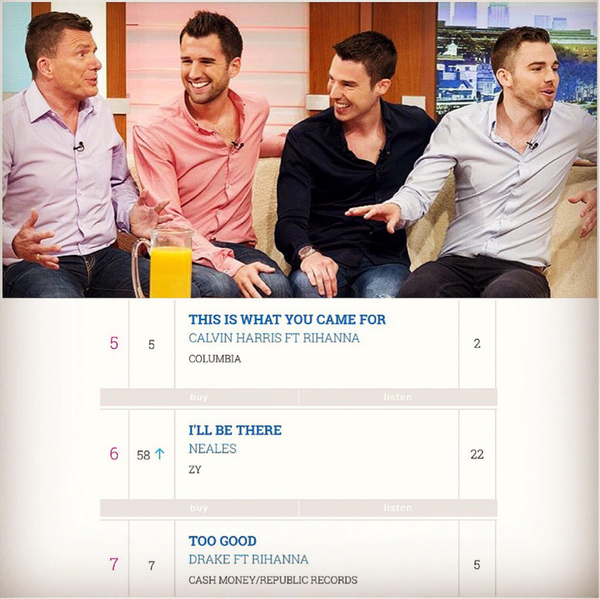 5
5
THIS IS WHAT YOU CAME FOR
CALVIN HARRIS FT RIHANNA
COLUMBIA
2
buy listen
6
58 ↑
I'LL BE THERE
NEALES
ZY
22
buy listen
7
7
TOO GOOD
DRAKE FT RIHANNA
CASH MONEY/REPUBLIC RECORDS
5